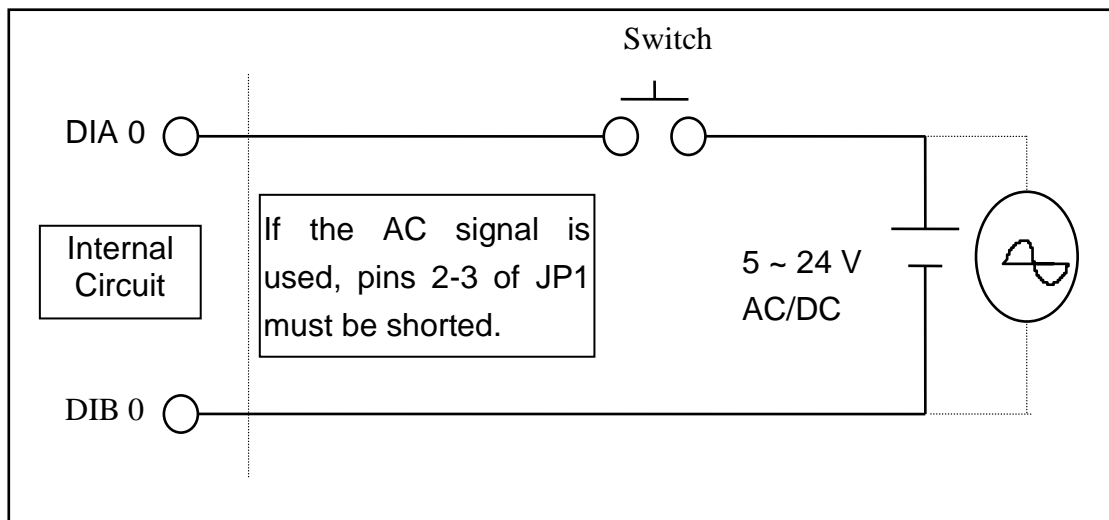 Switch
DIA 0
Internal
Circuit
If the AC signal is
used, pins 2-3 of JP1
must be shorted.
5 ~ 24 V
AC/DC
DIB 0